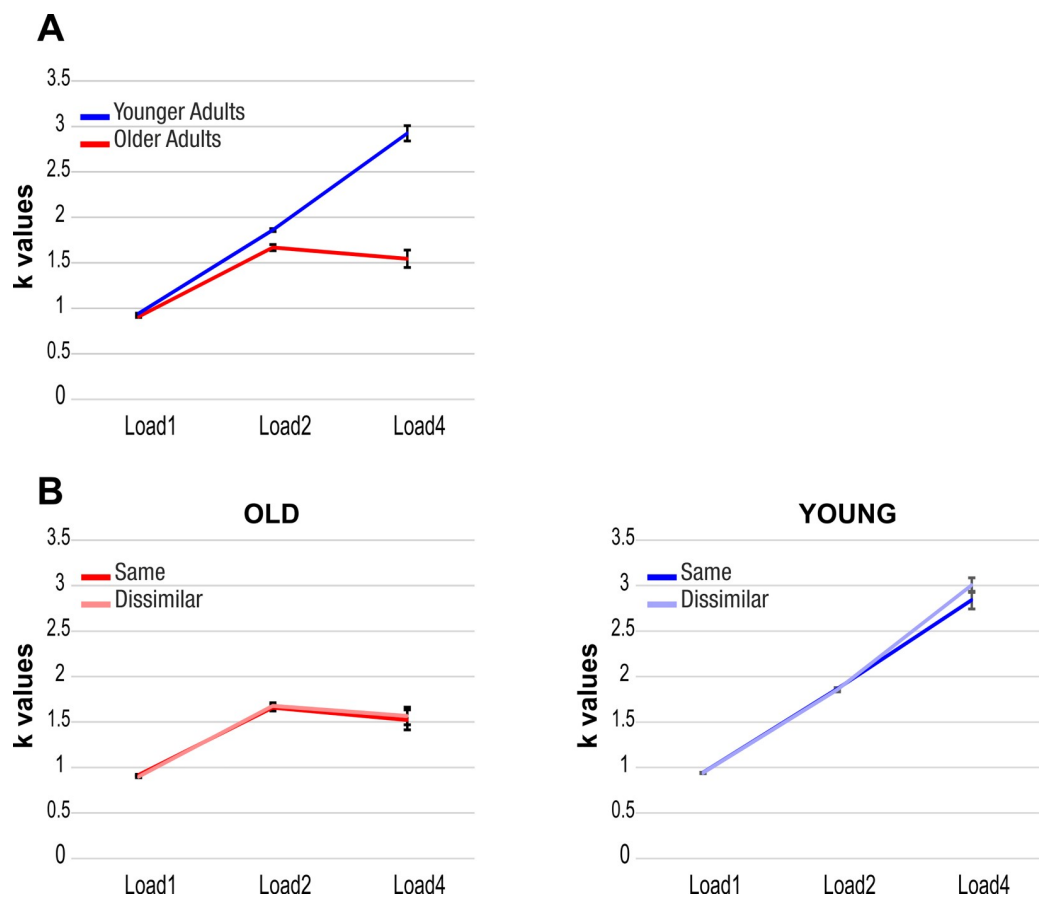 A
3.5
3
2.5
2
1.5
1
0.5
0
k values
Younger Adults
Older Adults
Load1 Load2 Load4
B
OLD
3.5
3
2.5
2
1.5
1
0.5
0
k values
Same
Dissimilar
Load1 Load2 Load4
YOUNG
3.5
3
2.5
2
1.5
1
0.5
0
k values
Same
Dissimilar
Load1 Load2 Load4